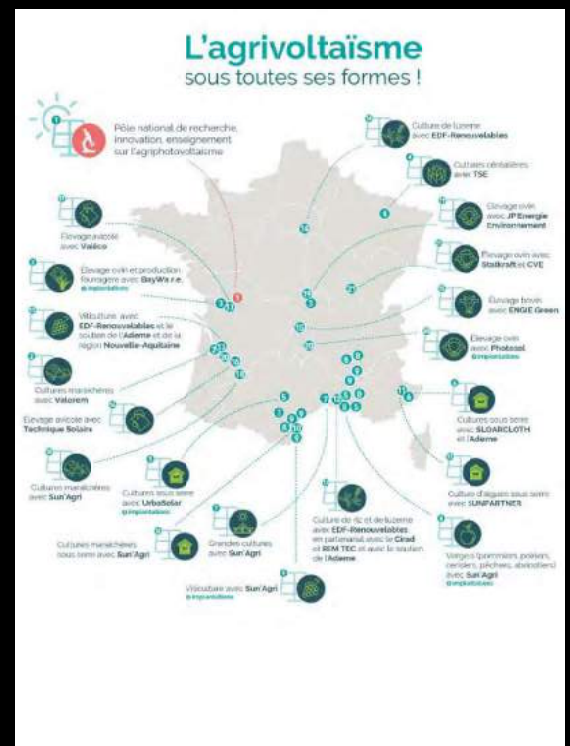 L'agrivoltaïsme
sous toutes ses formes !
Pôle national de recherche,
innovation, enseignement
sur l'agriphotovoltaïsme
Culture de luzerne
avec EDF-Renouvelables
Cultures céréalières
avec TSE
Elevage ovin
avec JP Energie
Environnement
Elevage avicole
avec Valéco
Elevage ovin avec
Statkraft et CVE
Elevage ovin et production
fourragère avec BayWa r.e.
Elevage bovin
avec ENGIE Green
Viticulture avec
EDF-Renouvelables et le
soutien de l'Ademe et de la
région Nouvelle-Aquitaine
Elevage ovin
avec Photosol
Cultures maraichères
avec Valorem
Cultures sous serre
avec SLOARCLOTH
et l'Ademe
Elevage avicole avec
Technique Solaire
Cultures maraichères
avec Sun'Agri
Cultures sous serre
avec UrbaSolar
Culture d'algues sous serre
avec SUNPARTNER
Cultures maraichères
sous serre avec Sun'Agri
Grandes cultures
avec Sun'Agri
Culture de riz et de luzerne
avec EDF-Renouvelables
en partenariat avec le Cirad
et REM TEC et avec le soutien
de l'Ademe
Vergers (pommiers, poiriers,
cerisiers, pêchers, abricotiers)
avec Sun'Agri
Viticulture avec Sun'Agri